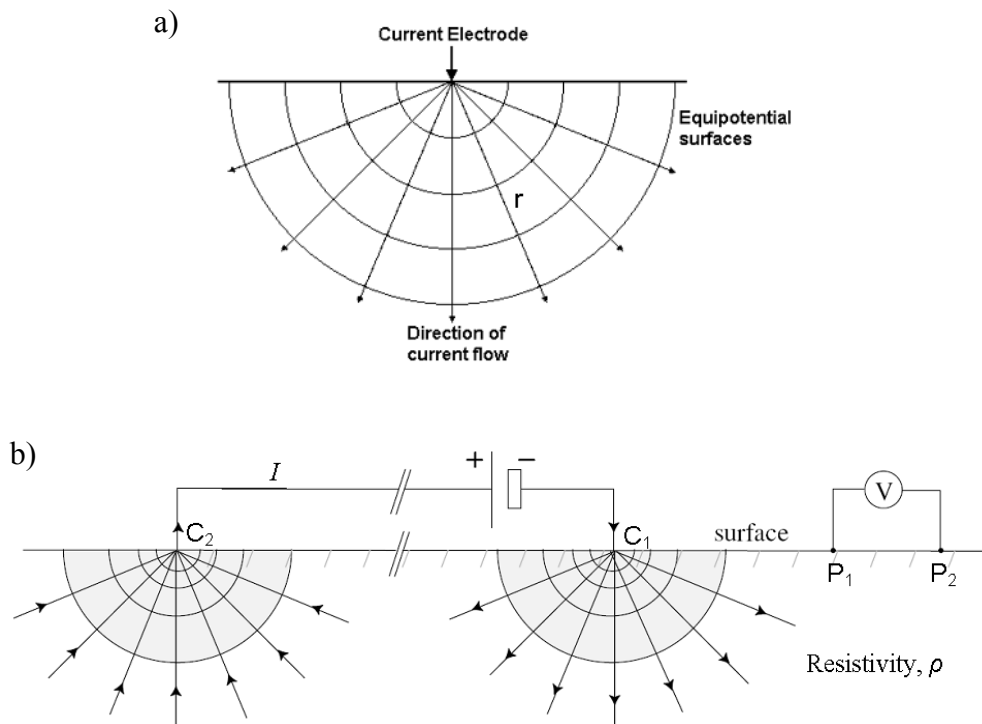 a)
Current Electrode
Equipotential
surfaces
r
Direction of
current flow
b)
I
+ −
V
C₂
C₁
surface
P₁
P₂
Resistivity, ρ